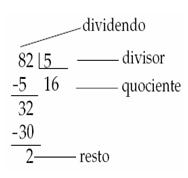 dividendo
82 5 divisor
-5 16 quociente
32
-30
2 resto